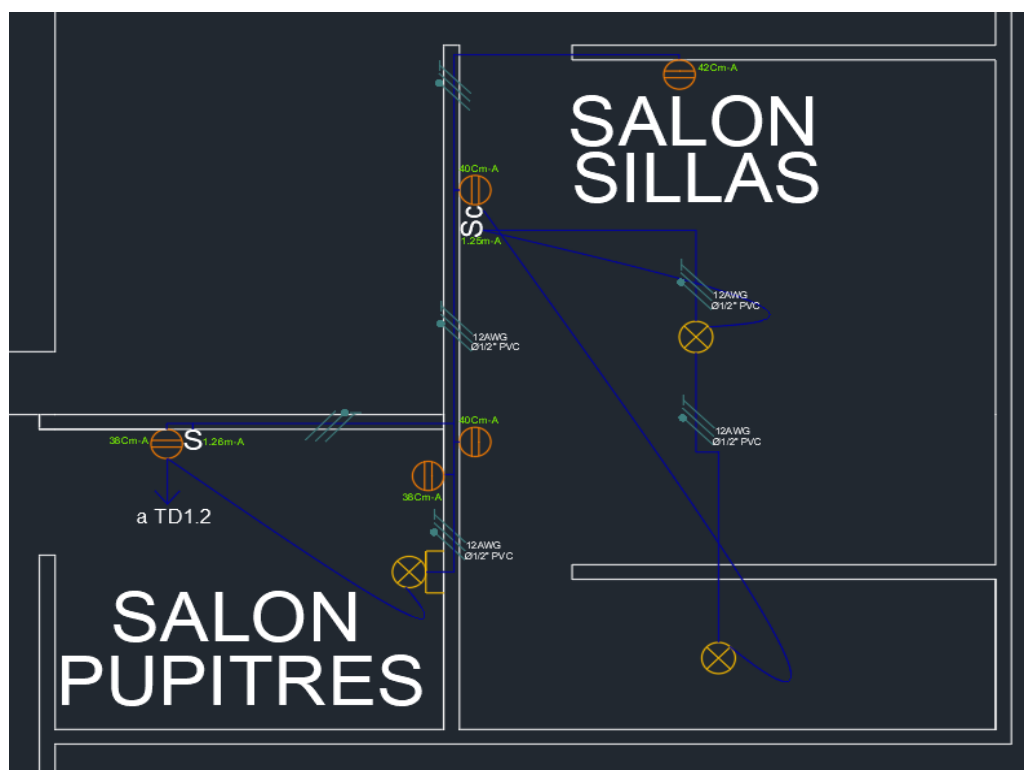 42Cm-A
SALON
SILLAS
40Cm-A
Sc
1.25m-A
12AWG
Ø1/2" PVC
12AWG
Ø1/2" PVC
40Cm-A
38Cm-A
S
1.26m-A
12AWG
Ø1/2" PVC
38Cm-A
a TD1.2
12AWG
Ø1/2" PVC
SALON
PUPITRES